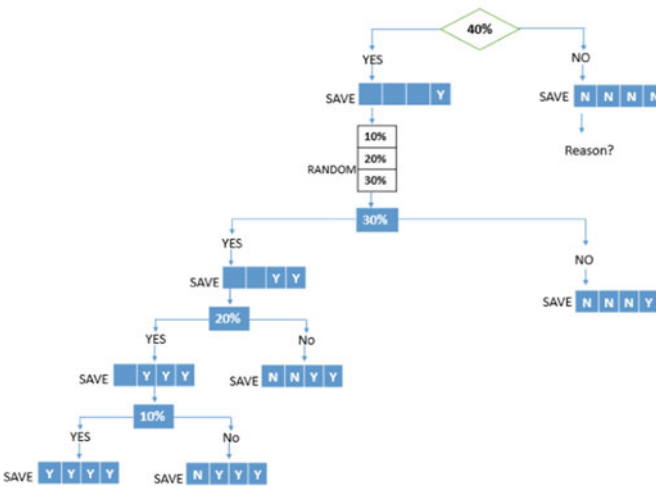 40%
YES
NO
SAVE Y
SAVE N N N N
10%
Reason?
20%
RANDOM
30%
30%
YES
NO
SAVE Y Y
SAVE N N N Y
20%
YES
No
SAVE Y Y Y
SAVE N N Y Y
10%
YES
No
SAVE Y Y Y Y
SAVE N Y Y Y